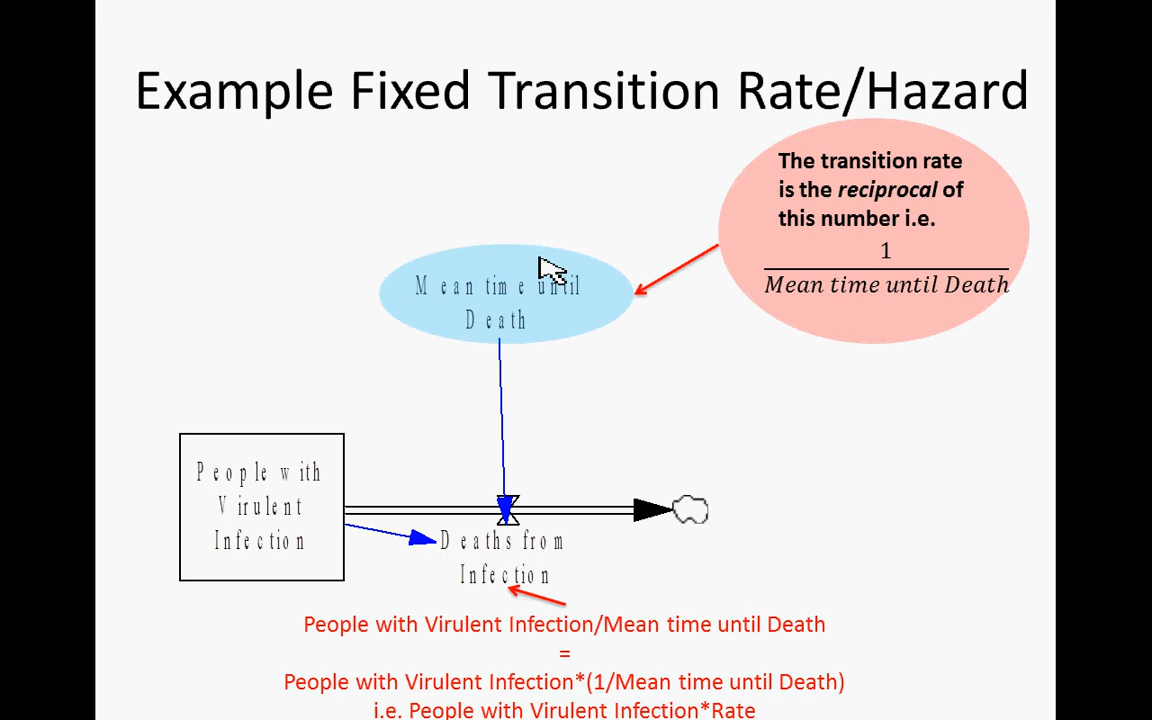 Example Fixed Transition Rate/Hazard
The transition rate
is the reciprocal of
this number i.e.
1
Mean time until Death
Mean time until
Death
People with
Virulent
Infection
Deaths from
Infection
People with Virulent Infection/Mean time until Death
=
People with Virulent Infection*(1/Mean time until Death)
i.e. People with Virulent Infection*Rate